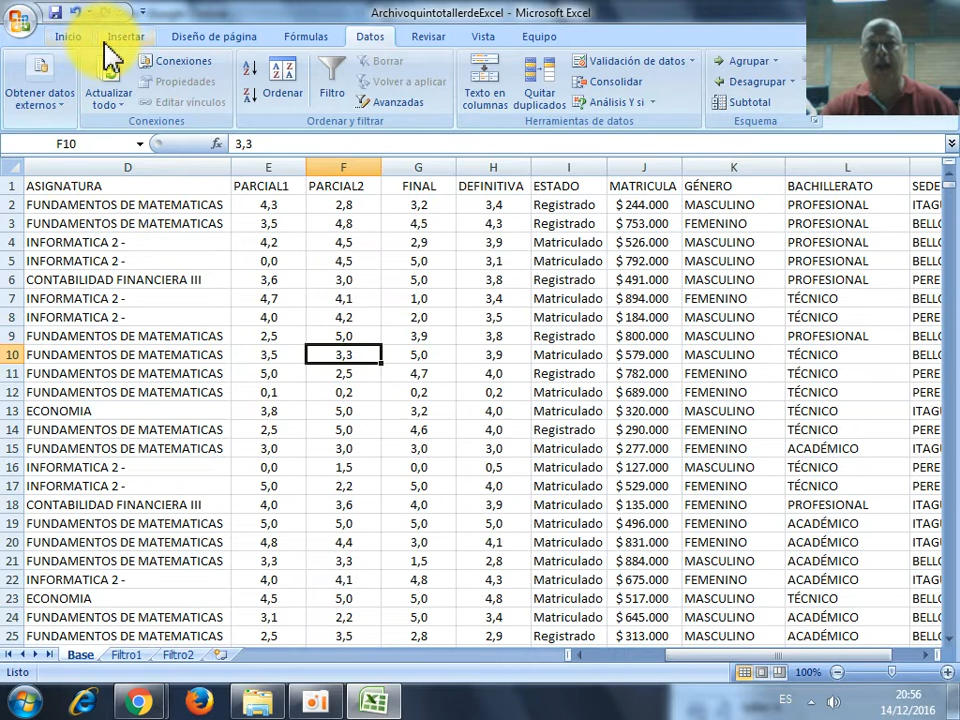 ArchivoquintotallerdeExcel - Microsoft Excel
Inicio Insertar Diseño de página Fórmulas Datos Revisar Vista Equipo
Obtener datos externos
Actualizar todo
Conexiones
Propiedades
Editar vínculos
Conexiones
Ordenar
Filtro
Borrar
Volver a aplicar
Avanzadas
Ordenar y filtrar
Texto en columnas
Quitar duplicados
Validación de datos
Consolidar
Análisis Y si
Herramientas de datos
Agrupar
Desagrupar
Subtotal
Esquema
F10 fx 3,3
D E F G H I J K L
1 ASIGNATURA PARCIAL1 PARCIAL2 FINAL DEFINITIVA ESTADO MATRICULA GÉNERO BACHILLERATO SEDE
2 FUNDAMENTOS DE MATEMATICAS 4,3 2,8 3,2 3,4 Registrado $ 244.000 MASCULINO PROFESIONAL ITAG
3 FUNDAMENTOS DE MATEMATICAS 3,5 4,8 4,5 4,3 Registrado $ 753.000 FEMENINO PROFESIONAL BELL
4 INFORMATICA 2 - 4,2 4,5 2,9 3,9 Matriculado $ 526.000 MASCULINO PROFESIONAL BELL
5 INFORMATICA 2 - 0,0 4,5 5,0 3,1 Matriculado $ 792.000 MASCULINO PROFESIONAL BELL
6 CONTABILIDAD FINANCIERA III 3,6 3,0 5,0 3,8 Registrado $ 491.000 MASCULINO PROFESIONAL PERE
7 INFORMATICA 2 - 4,7 4,1 1,0 3,4 Matriculado $ 894.000 FEMENINO TÉCNICO BELL
8 INFORMATICA 2 - 4,0 4,2 2,0 3,5 Matriculado $ 184.000 MASCULINO TÉCNICO PERE
9 FUNDAMENTOS DE MATEMATICAS 2,5 5,0 3,9 3,8 Registrado $ 800.000 MASCULINO PROFESIONAL BELL
10 FUNDAMENTOS DE MATEMATICAS 3,5 3,3 5,0 3,9 Matriculado $ 579.000 MASCULINO TÉCNICO BELL
11 FUNDAMENTOS DE MATEMATICAS 5,0 2,5 4,7 4,0 Registrado $ 782.000 FEMENINO TÉCNICO BELL
12 FUNDAMENTOS DE MATEMATICAS 0,1 0,2 0,2 0,2 Matriculado $ 689.000 MASCULINO TÉCNICO PERE
13 ECONOMIA 3,8 5,0 3,2 4,0 Matriculado $ 320.000 MASCULINO TÉCNICO ITAG
14 FUNDAMENTOS DE MATEMATICAS 2,5 5,0 4,6 4,0 Registrado $ 290.000 MASCULINO TÉCNICO BELL
15 FUNDAMENTOS DE MATEMATICAS 3,0 3,0 3,0 3,0 Matriculado $ 277.000 FEMENINO ACADÉMICO ITAG
16 INFORMATICA 2 - 0,0 1,5 0,0 0,5 Matriculado $ 127.000 MASCULINO TÉCNICO PERE
17 INFORMATICA 2 - 5,0 2,2 5,0 4,2 Matriculado $ 529.000 MASCULINO TÉCNICO PERE
18 CONTABILIDAD FINANCIERA III 4,0 3,6 4,0 3,9 Matriculado $ 135.000 FEMENINO PROFESIONAL ITAG
19 FUNDAMENTOS DE MATEMATICAS 5,0 5,0 5,0 5,0 Matriculado $ 496.000 FEMENINO ACADÉMICO BELL
20 FUNDAMENTOS DE MATEMATICAS 4,8 4,4 3,0 4,1 Matriculado $ 831.000 FEMENINO ACADÉMICO ITAG
21 FUNDAMENTOS DE MATEMATICAS 3,3 3,3 1,5 2,8 Matriculado $ 884.000 MASCULINO ACADÉMICO BELL
22 INFORMATICA 2 - 4,0 4,1 4,8 4,3 Matriculado $ 675.000 FEMENINO ACADÉMICO ITAG
23 ECONOMIA 4,5 5,0 5,0 4,8 Matriculado $ 517.000 MASCULINO TÉCNICO BELL
24 FUNDAMENTOS DE MATEMATICAS 3,1 2,2 5,0 3,4 Matriculado $ 645.000 MASCULINO ACADÉMICO BELL
25 FUNDAMENTOS DE MATEMATICAS 2,5 3,5 2,8 2,9 Registrado $ 313.000 MASCULINO ACADÉMICO BELL
Base Filtro1 Filtro2
Listo 100%
ES 20:56
14/12/2016